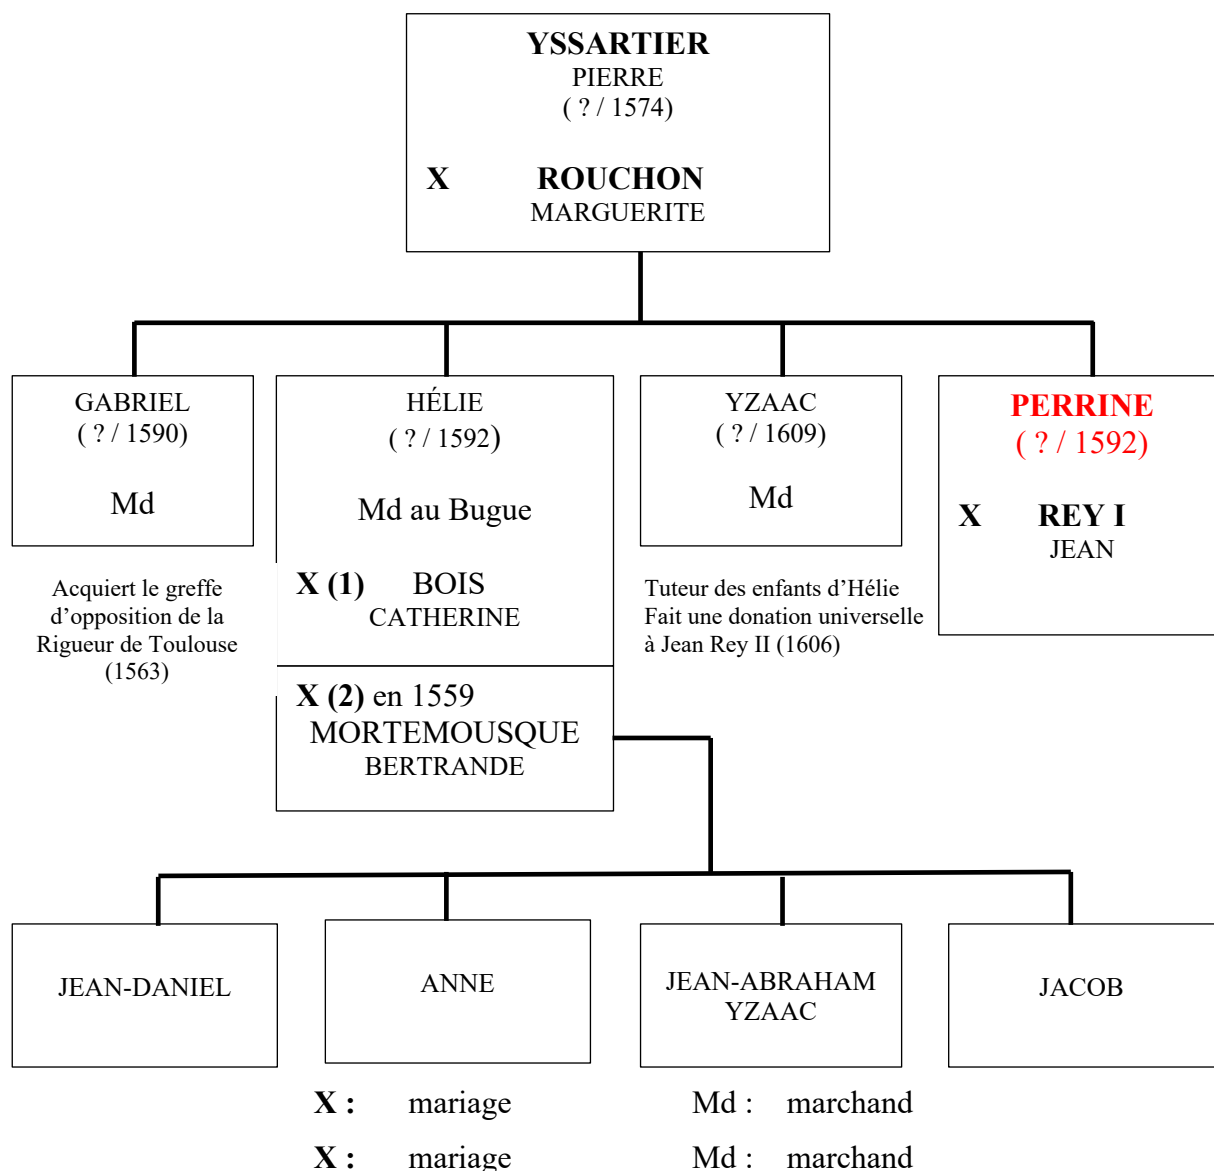 YSSARTIER
PIERRE
( ? / 1574)
X ROUCHON
MARGUERITE
GABRIEL
( ? / 1590)
Md
Acquiert le greffe
d’opposition de la
Rigueur de Toulouse
(1563)
HÉLIE
( ? / 1592)
Md au Bugue
X (1) BOIS
CATHERINE
X (2) en 1559
MORTEMOUSQUE
BERTRANDE
YZAAC
( ? / 1609)
Md
Tuteur des enfants d’Hélie
Fait une donation universelle
à Jean Rey II (1606)
PERRINE
( ? / 1592)
X REY I
JEAN
JEAN-DANIEL
ANNE
JEAN-ABRAHAM
YZAAC
JACOB
X : mariage Md : marchand
X : mariage Md : marchand